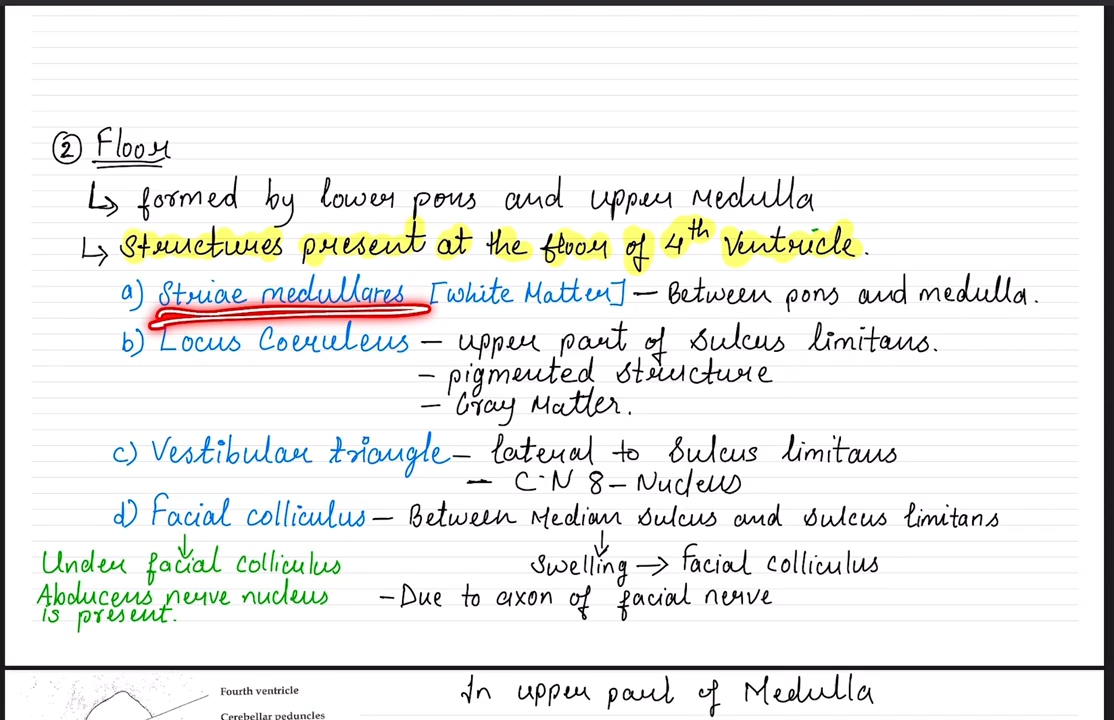 ② Floor
↳ formed by lower pons and upper Medulla
↳ Structures present at the floor of 4th Ventricle.
a) Striae medullares [White Matter] – Between pons and medulla.
b) Locus Coeruleus – upper part of Sulcus limitans.
– pigmented structure
– Gray Matter.
c) Vestibular triangle – lateral to Sulcus limitans
– C.N 8 – Nucleus
d) Facial colliculus – Between Median sulcus and sulcus limitans
Under facial colliculus
Swelling → Facial colliculus
Abducens nerve nucleus
– Due to axon of facial nerve
is present.
In upper part of Medulla
Fourth ventricle
Cerebellar peduncles